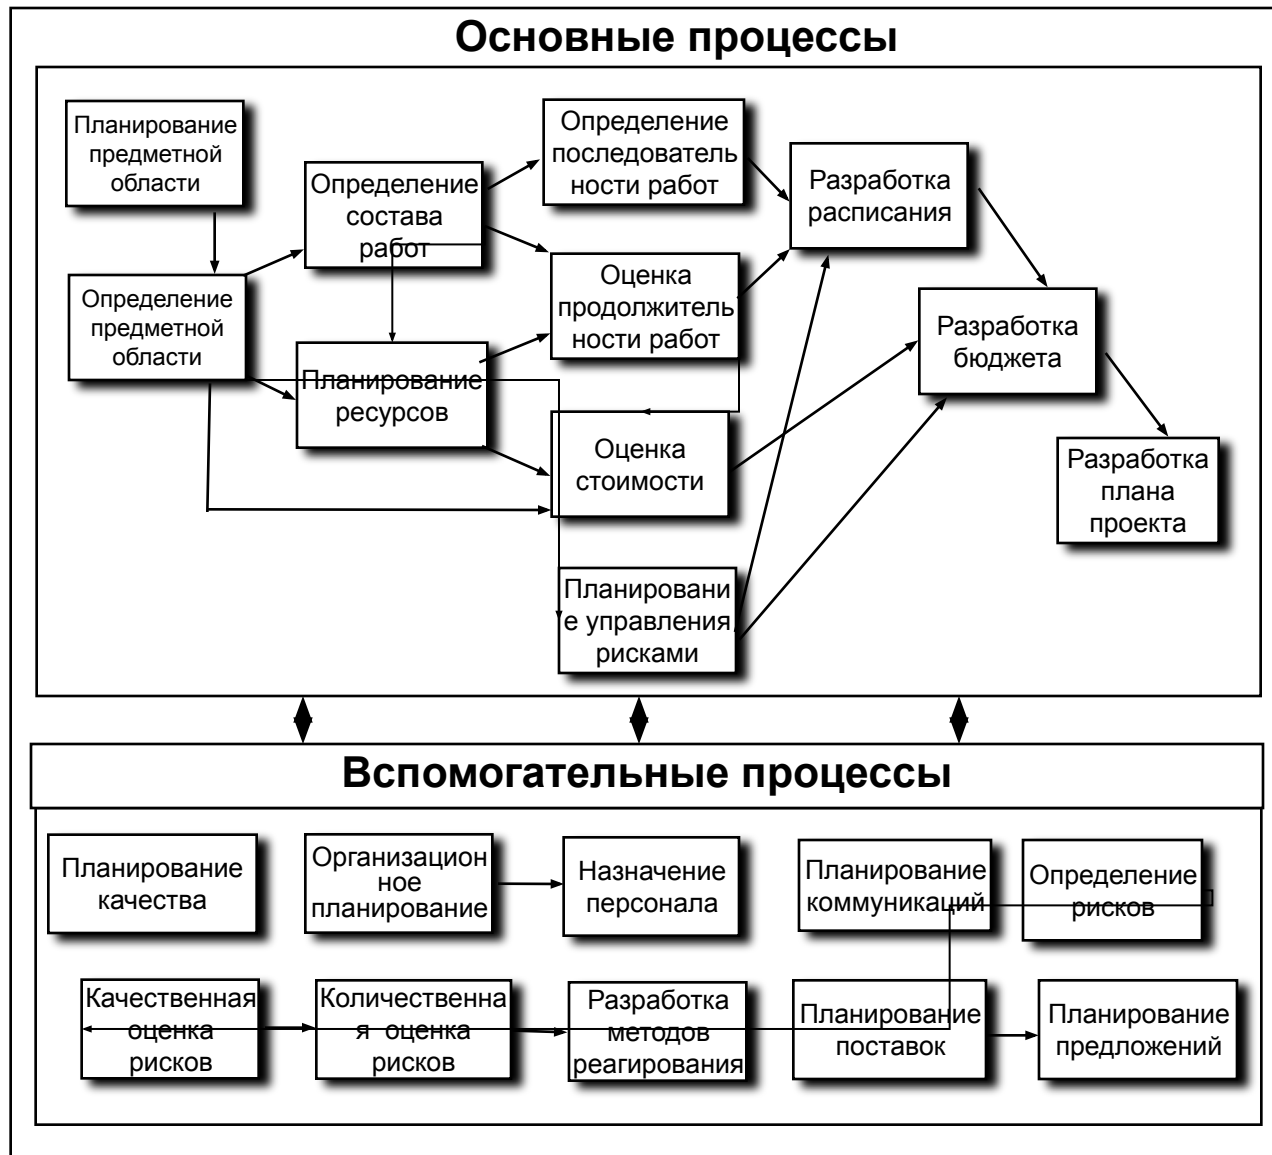 Основные процессы
Планирование
предметной
области
Определение
последователь
ности работ
Определение
состава
работ
Разработка
расписания
Определение
предметной
области
Оценка
продолжитель
ности работ
Разработка
бюджета
Планирование
ресурсов
Оценка
стоимости
Разработка
плана
проекта
Планировани
е управления
рисками
Вспомогательные процессы
Планирование
качества
Организацион
ное
планирование
Назначение
персонала
Планирование
коммуникаций
Определение
рисков
Качественная
оценка
рисков
Количественна
я оценка
рисков
Разработка
методов
реагирования
Планирование
поставок
Планирование
предложений